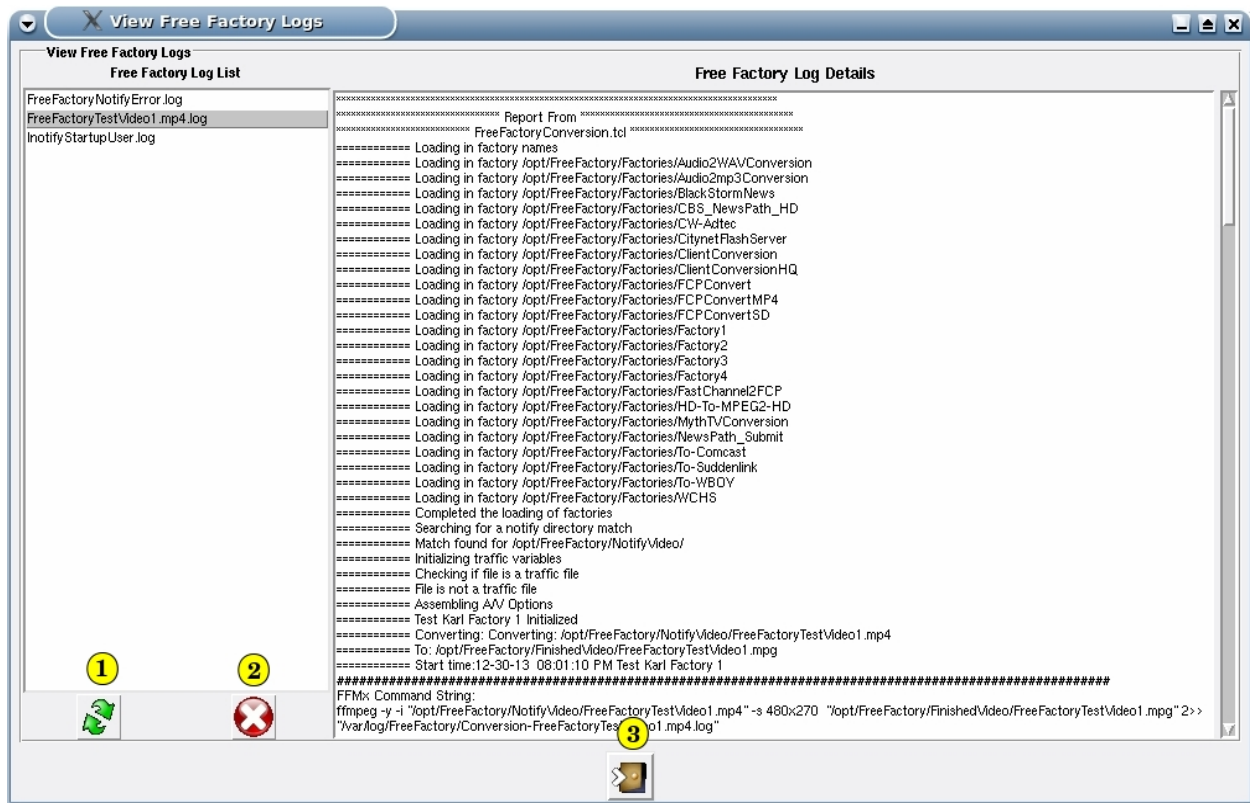 View Free Factory Logs
View Free Factory Logs
Free Factory Log List
Free Factory Log Details
FreeFactoryNotifyError.log
FreeFactoryTestVideo1.mp4.log
InotifyStartupUser.log
Report From
FreeFactoryConversion.tcl
============ Loading in factory names
============ Loading in factory /opt/FreeFactory/Factories/Audio2WAVConversion
============ Loading in factory /opt/FreeFactory/Factories/Audio2mp3Conversion
============ Loading in factory /opt/FreeFactory/Factories/BlackStormNews
============ Loading in factory /opt/FreeFactory/Factories/CBS_NewsPath_HD
============ Loading in factory /opt/FreeFactory/Factories/CW-Adtec
============ Loading in factory /opt/FreeFactory/Factories/CitynetFlashServer
============ Loading in factory /opt/FreeFactory/Factories/ClientConversion
============ Loading in factory /opt/FreeFactory/Factories/ClientConversionHQ
============ Loading in factory /opt/FreeFactory/Factories/FCPConvert
============ Loading in factory /opt/FreeFactory/Factories/FCPConvertMP4
============ Loading in factory /opt/FreeFactory/Factories/FCPConvertSD
============ Loading in factory /opt/FreeFactory/Factories/Factory1
============ Loading in factory /opt/FreeFactory/Factories/Factory2
============ Loading in factory /opt/FreeFactory/Factories/Factory3
============ Loading in factory /opt/FreeFactory/Factories/Factory4
============ Loading in factory /opt/FreeFactory/Factories/FastChannel2FCP
============ Loading in factory /opt/FreeFactory/Factories/HD-To-MPEG2-HD
============ Loading in factory /opt/FreeFactory/Factories/MythTVConversion
============ Loading in factory /opt/FreeFactory/Factories/NewsPath_Submit
============ Loading in factory /opt/FreeFactory/Factories/To-Comcast
============ Loading in factory /opt/FreeFactory/Factories/To-Suddenlink
============ Loading in factory /opt/FreeFactory/Factories/To-WBOY
============ Loading in factory /opt/FreeFactory/Factories/WCHS
============ Completed the loading of factories
============ Searching for a notify directory match
============ Match found for /opt/FreeFactory/NotifyVideo/
============ Initializing traffic variables
============ Checking if file is a traffic file
============ File is not a traffic file
============ Assembling A/V Options
============ Test Karl Factory 1 Initialized
============ Converting: Converting: /opt/FreeFactory/NotifyVideo/FreeFactoryTestVideo1.mp4
============ To: /opt/FreeFactory/FinishedVideo/FreeFactoryTestVideo1.mpg
============ Start time:12-30-13 08:01:10 PM Test Karl Factory 1
FFMx Command String:
ffmpeg -y -i "/opt/FreeFactory/NotifyVideo/FreeFactoryTestVideo1.mp4" -s 480x270 "/opt/FreeFactory/FinishedVideo/FreeFactoryTestVideo1.mpg" 2>>
"/var/log/FreeFactory/Conversion-FreeFactoryTes o1.mp4.log"
1
2
3